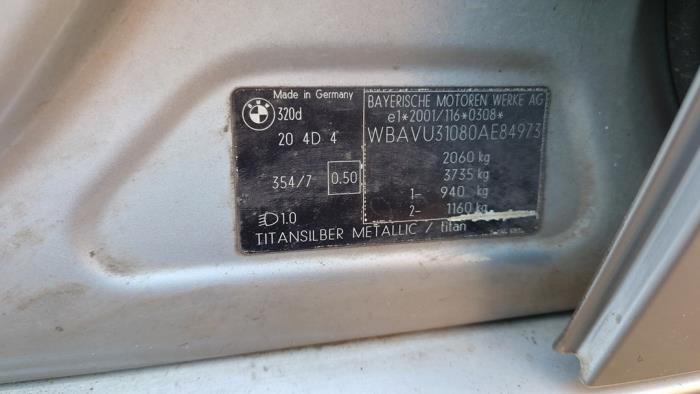 Made in Germany
BMW
320d
20 4D 4
354/7 0.50
1.0
TITANSILBER METALLIC / titan
BAYERISCHE MOTOREN WERKE AG
e1*2001/116*0308*
WBAVU31080AE84973
2060 kg
3735 kg
1- 940 kg
2- 1160 kg